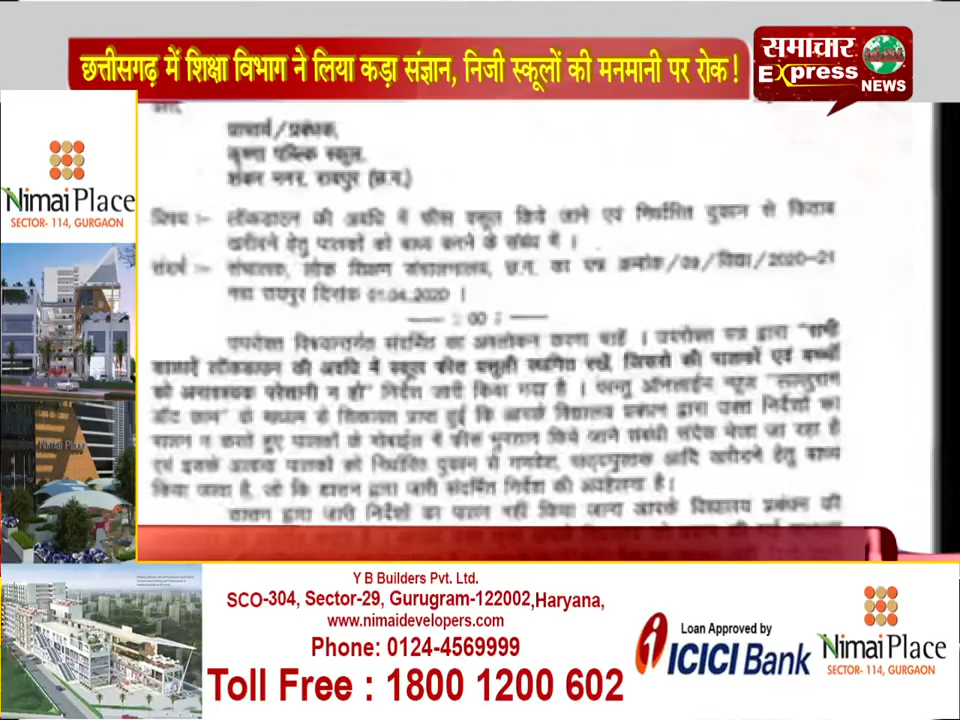 छत्तीसगढ़ में शिक्षा विभाग ने लिया कड़ा संज्ञान, निजी स्कूलों की मनमानी पर रोक!
समाचार
Express
NEWS
प्राचार्य/प्रबंधक,
कृष्णा पब्लिक स्कूल,
शंकर नगर, रायपुर (छ.ग.)
विषय :- लॉकडाउन की अवधि में फीस वसूल किये जाने एवं निर्धारित दुकान से किताब
खरीदने हेतु पालकों को बाध्य करने के संबंध में ।
संदर्भ :- संचालक, लोक शिक्षण संचालनालय, छ.ग. का पत्र क्रमांक/09/विद्या/2020-21
नवा रायपुर दिनांक 01.04.2020 ।
: 00 :
उपरोक्त विषयान्तर्गत संदर्भित का अवलोकन करना चाहें । उपरोक्त पत्र द्वारा "सभी
लॉकडाउन की अवधि में स्कूल फीस वसूली स्थगित रखें, जिससे की पालकों एवं बच्चों
को अनावश्यक परेशानी न हो" निर्देश जारी किया गया है । परन्तु ऑनलाईन न्यूज
के माध्यम से शिकायत प्राप्त हुई कि आपके विद्यालय प्रबंधन द्वारा उक्त निर्देशों का
पालन न करते हुए पालकों के मोबाईल में फीस भुगतान किये जाने संबंधी संदेश भेजा जा रहा है
एवं इसके अलावा पालकों को निर्धारित दुकान से गणवेश, पाठ्यपुस्तक आदि खरीदने हेतु बाध्य
किया जाता है, जो कि शासन द्वारा जारी संदर्भित निर्देश की अवहेलना है।
शासन द्वारा जारी निर्देशों का पालन नहीं किया जाना आपके विद्यालय प्रबंधन की
Nimai Place
SECTOR- 114, GURGAON
Nimai Place
Y B Builders Pvt. Ltd.
SCO-304, Sector-29, Gurugram-122002, Haryana,
www.nimaidevelopers.com
Phone: 0124-4569999
Toll Free : 1800 1200 602
Loan Approved by
ICICI Bank
Nimai Place
SECTOR- 114, GURGAON